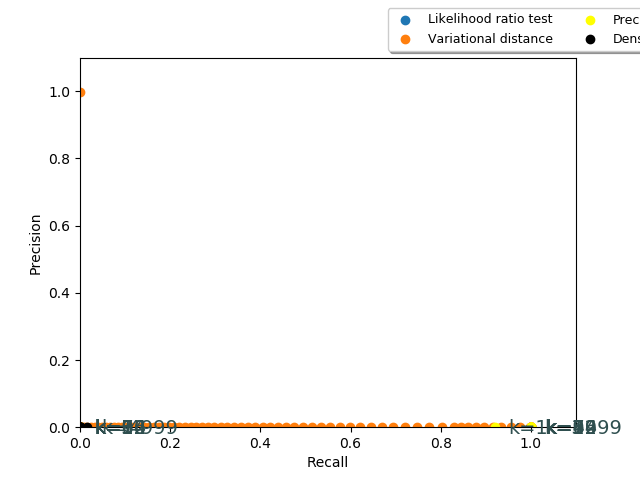 Likelihood ratio test
Variational distance
Prec
Dens
1.0
0.8
0.6
0.4
0.2
0.0
Precision
0.0 0.2 0.4 0.6 0.8 1.0
Recall